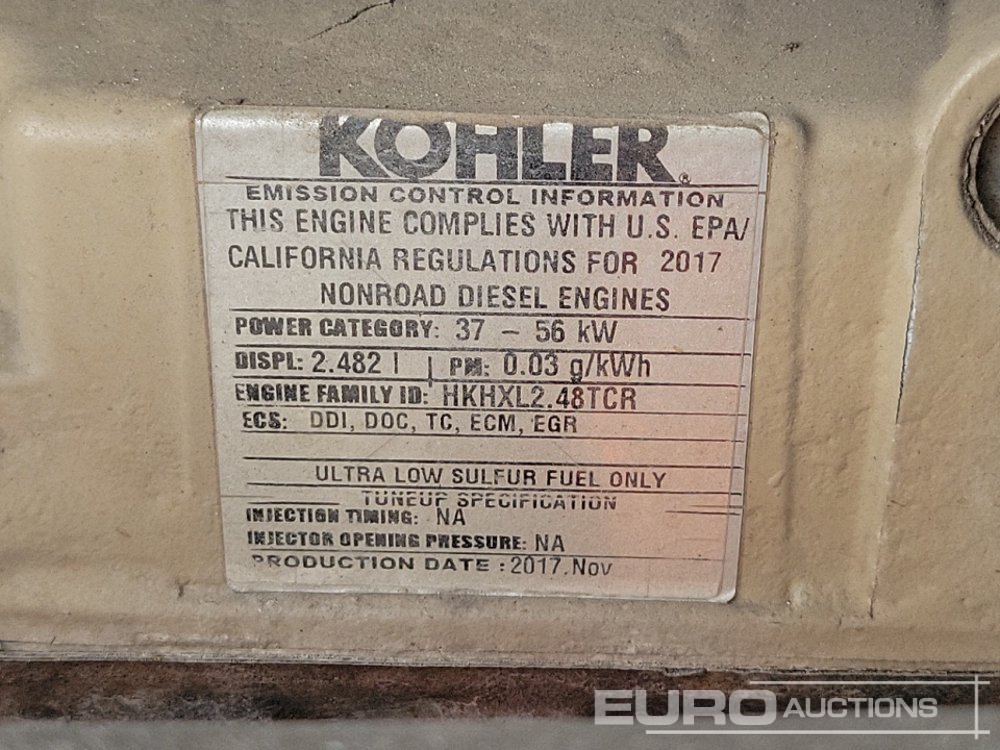 KOHLER®
EMISSION CONTROL INFORMATION
THIS ENGINE COMPLIES WITH U.S. EPA/
CALIFORNIA REGULATIONS FOR 2017
NONROAD DIESEL ENGINES
POWER CATEGORY: 37 – 56 kW
DISPL: 2.482 l | PM: 0.03 g/kWh
ENGINE FAMILY ID: HKHXL2.48TCR
ECS: DDI, DOC, TC, ECM, EGR
ULTRA LOW SULFUR FUEL ONLY
TUNEUP SPECIFICATION
INJECTION TIMING: NA
INJECTOR OPENING PRESSURE: NA
PRODUCTION DATE : 2017.Nov
EURO AUCTIONS